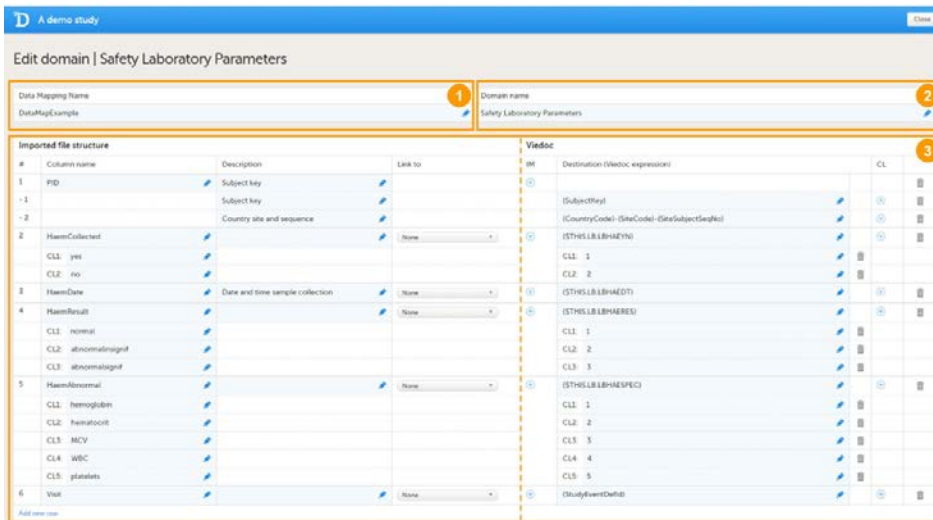 D A demo study Close
Edit domain | Safety Laboratory Parameters
Data Mapping Name 1 Domain name 2
DataMapExample Safety Laboratory Parameters
Imported file structure Viedoc 3
# Column name Description Link to IM Destination (Viedoc expression) CL
1 PID Subject key
- 1 Subject key {SubjectKey}
- 2 Country site and sequence {CountryCode}-{SiteCode}-{SiteSubjectSeqNo}
2 HaemCollected None {STHIS.LB.LBHAEYN}
CL1: yes CL1: 1
CL2: no CL2: 2
3 HaemDate Date and time sample collection None {STHIS.LB.LBHAEDT}
4 HaemResult None {STHIS.LB.LBHAERES}
CL1: normal CL1: 1
CL2: abnormalinsignif CL2: 2
CL3: abnormalsignif CL3: 3
5 HaemAbnormal None {STHIS.LB.LBHAESPEC}
CL1: hemoglobin CL1: 1
CL2: hematocrit CL2: 2
CL3: MCV CL3: 3
CL4: WBC CL4: 4
CL5: platelets CL5: 5
6 Visit None {StudyEventDefId}
Add new row